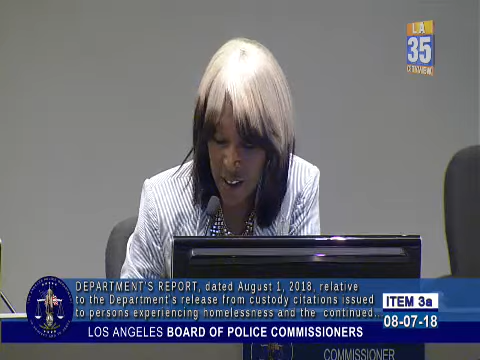 LA
35
DEPARTMENT'S REPORT, dated August 1, 2018, relative
to the Department's release from custody citations issued
to persons experiencing homelessness and the continued.
ITEM 3a
08-07-18
LOS ANGELES BOARD OF POLICE COMMISSIONERS
COMMISSIONER